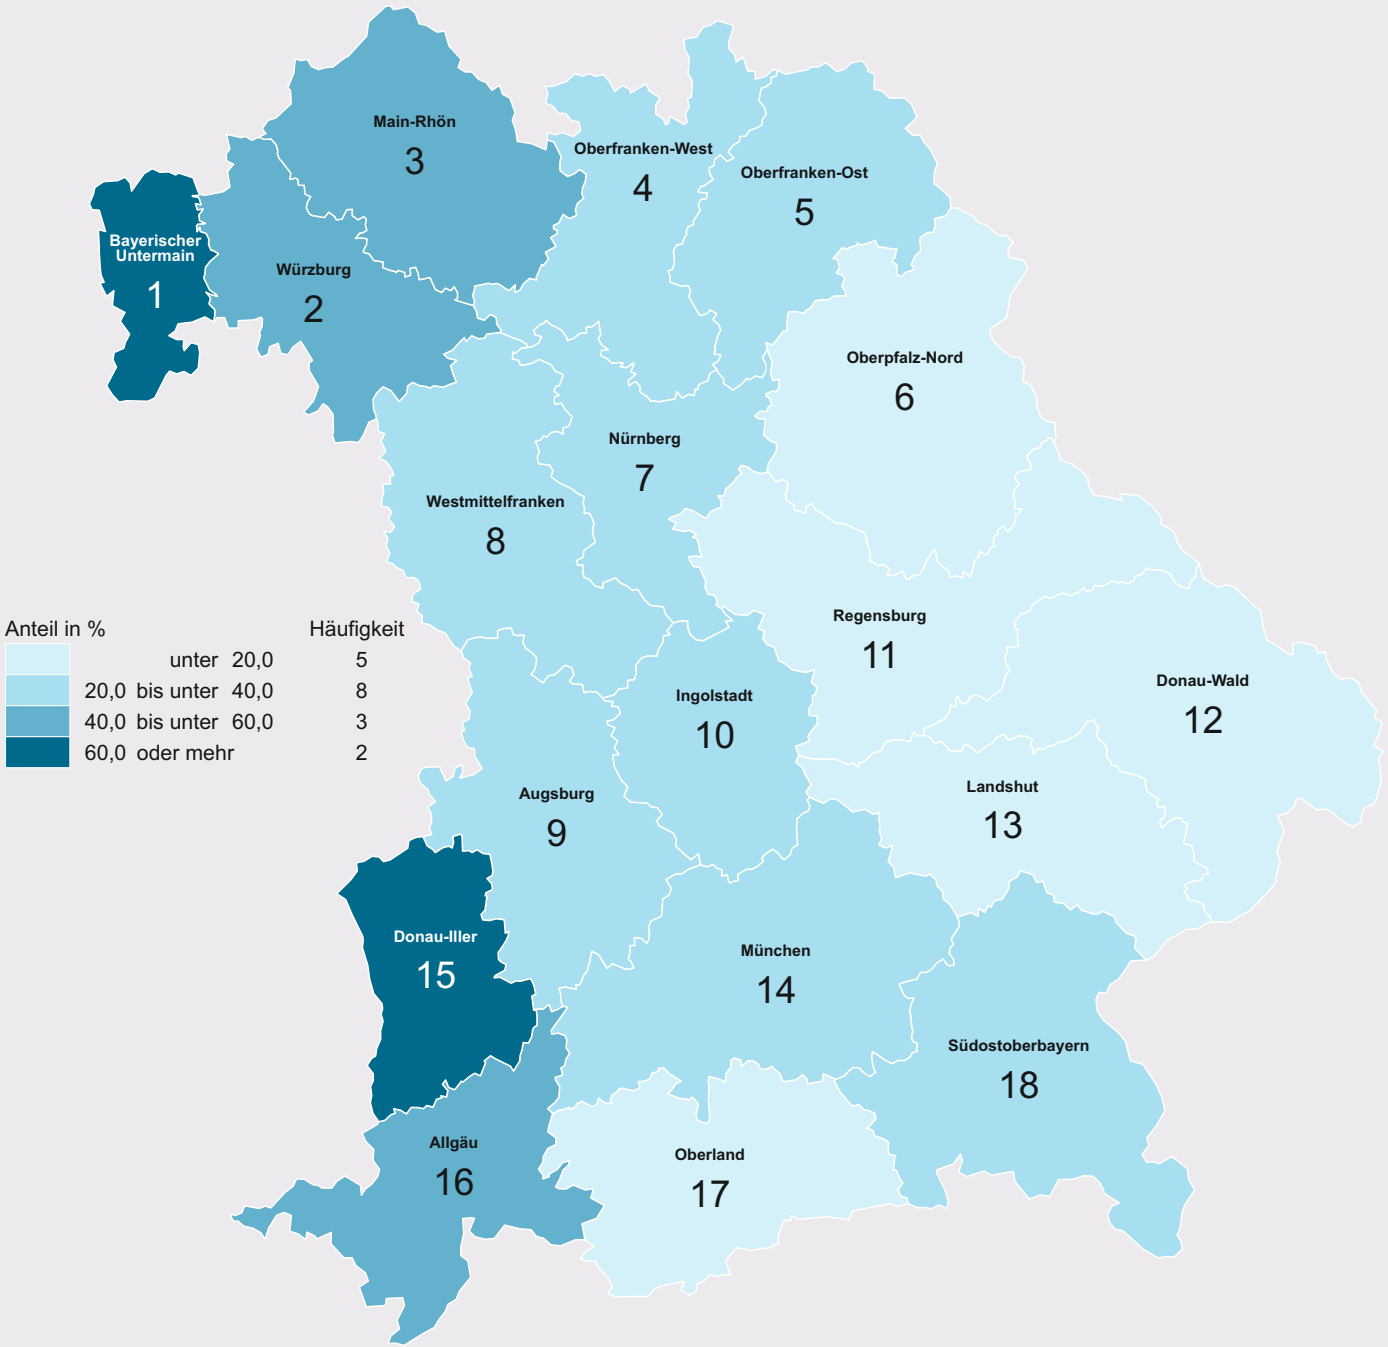 Main-Rhön
3
Oberfranken-West
4
Oberfranken-Ost
5
Bayerischer
Untermain
1
Würzburg
2
Oberpfalz-Nord
6
Nürnberg
7
Westmittelfranken
8
Regensburg
11
Anteil in % Häufigkeit
unter 20,0 5
20,0 bis unter 40,0 8
40,0 bis unter 60,0 3
60,0 oder mehr 2
Ingolstadt
10
Donau-Wald
12
Augsburg
9
Landshut
13
Donau-Iller
15
München
14
Südostoberbayern
18
Allgäu
16
Oberland
17